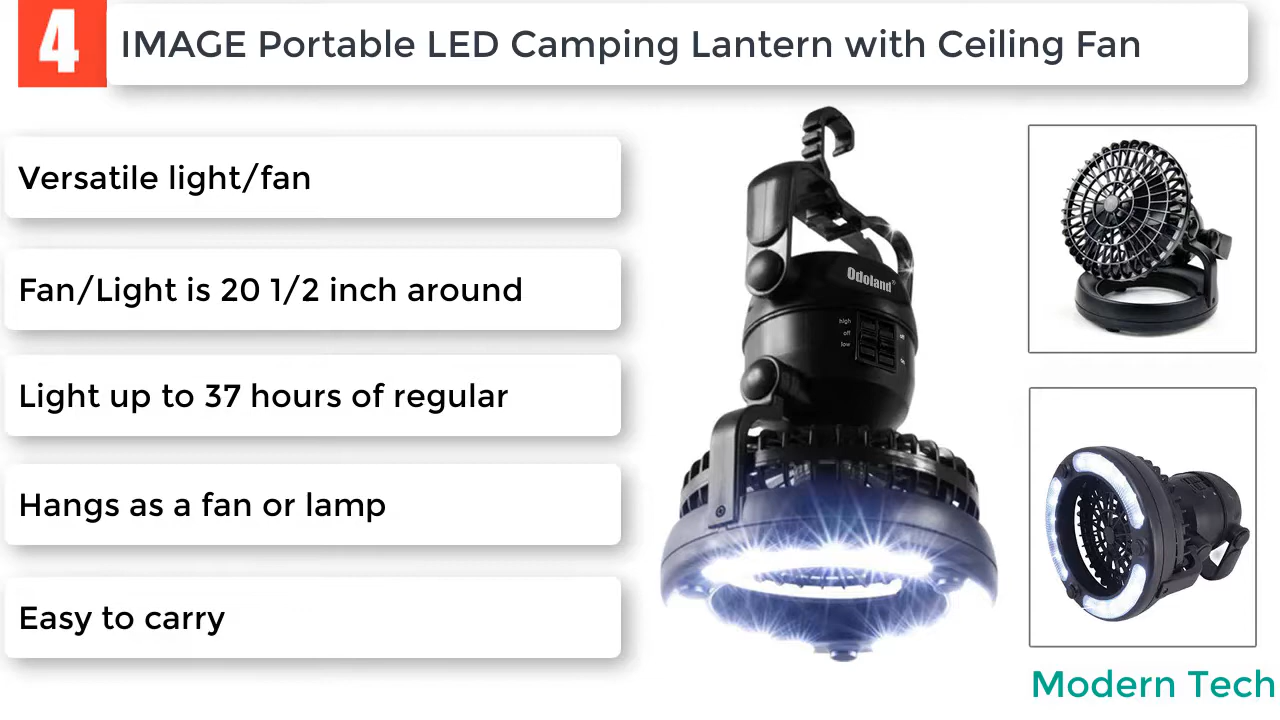 4
IMAGE Portable LED Camping Lantern with Ceiling Fan
Versatile light/fan
Fan/Light is 20 1/2 inch around
Light up to 37 hours of regular
Hangs as a fan or lamp
Easy to carry
Odoland®
high
off
low
off
on
Modern Tech